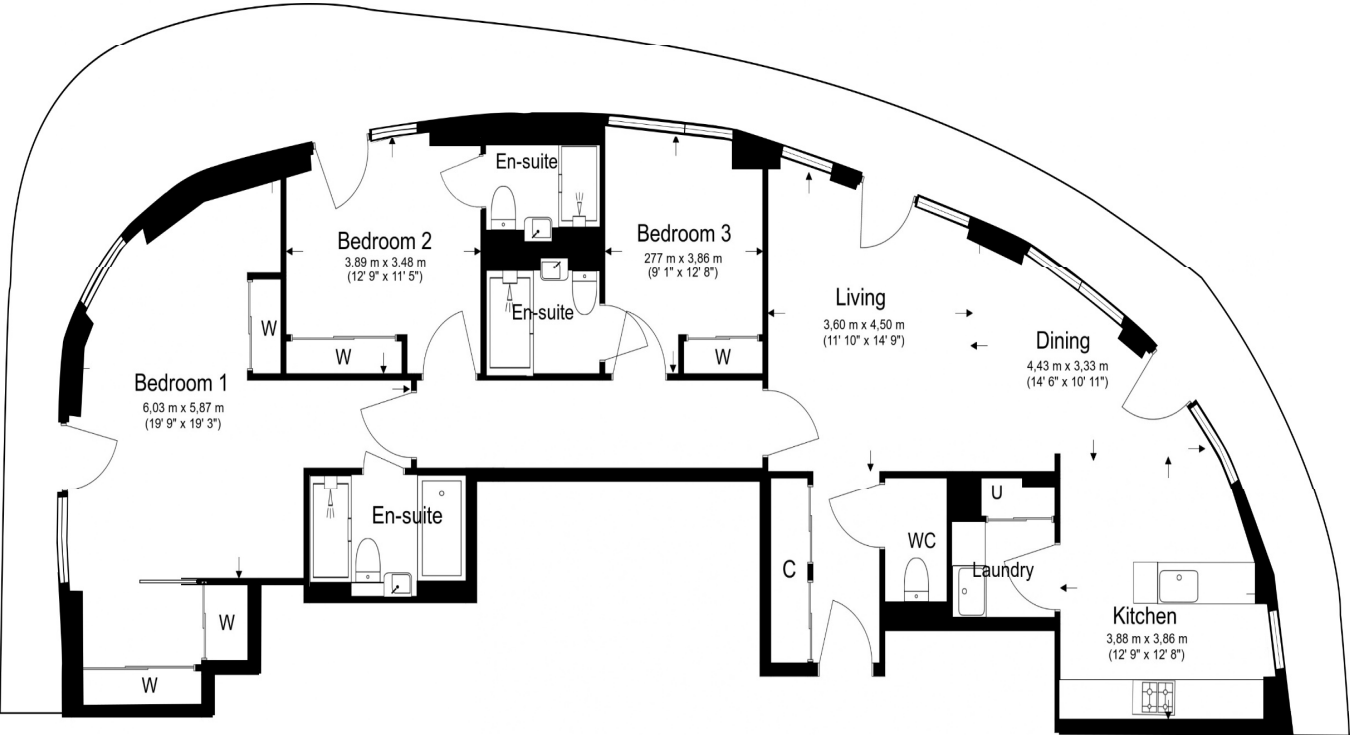 En-suite
Bedroom 2
3.89 m x 3.48 m
(12' 9" x 11' 5")
Bedroom 3
277 m x 3,86 m
(9' 1" x 12' 8")
Living
3,60 m x 4,50 m
(11' 10" x 14' 9")
En-suite
W
W
W
Dining
4,43 m x 3,33 m
(14' 6" x 10' 11")
Bedroom 1
6,03 m x 5,87 m
(19' 9" x 19' 3")
En-suite
U
WC
C
Laundry
Kitchen
3,88 m x 3,86 m
(12' 9" x 12' 8")
W
W